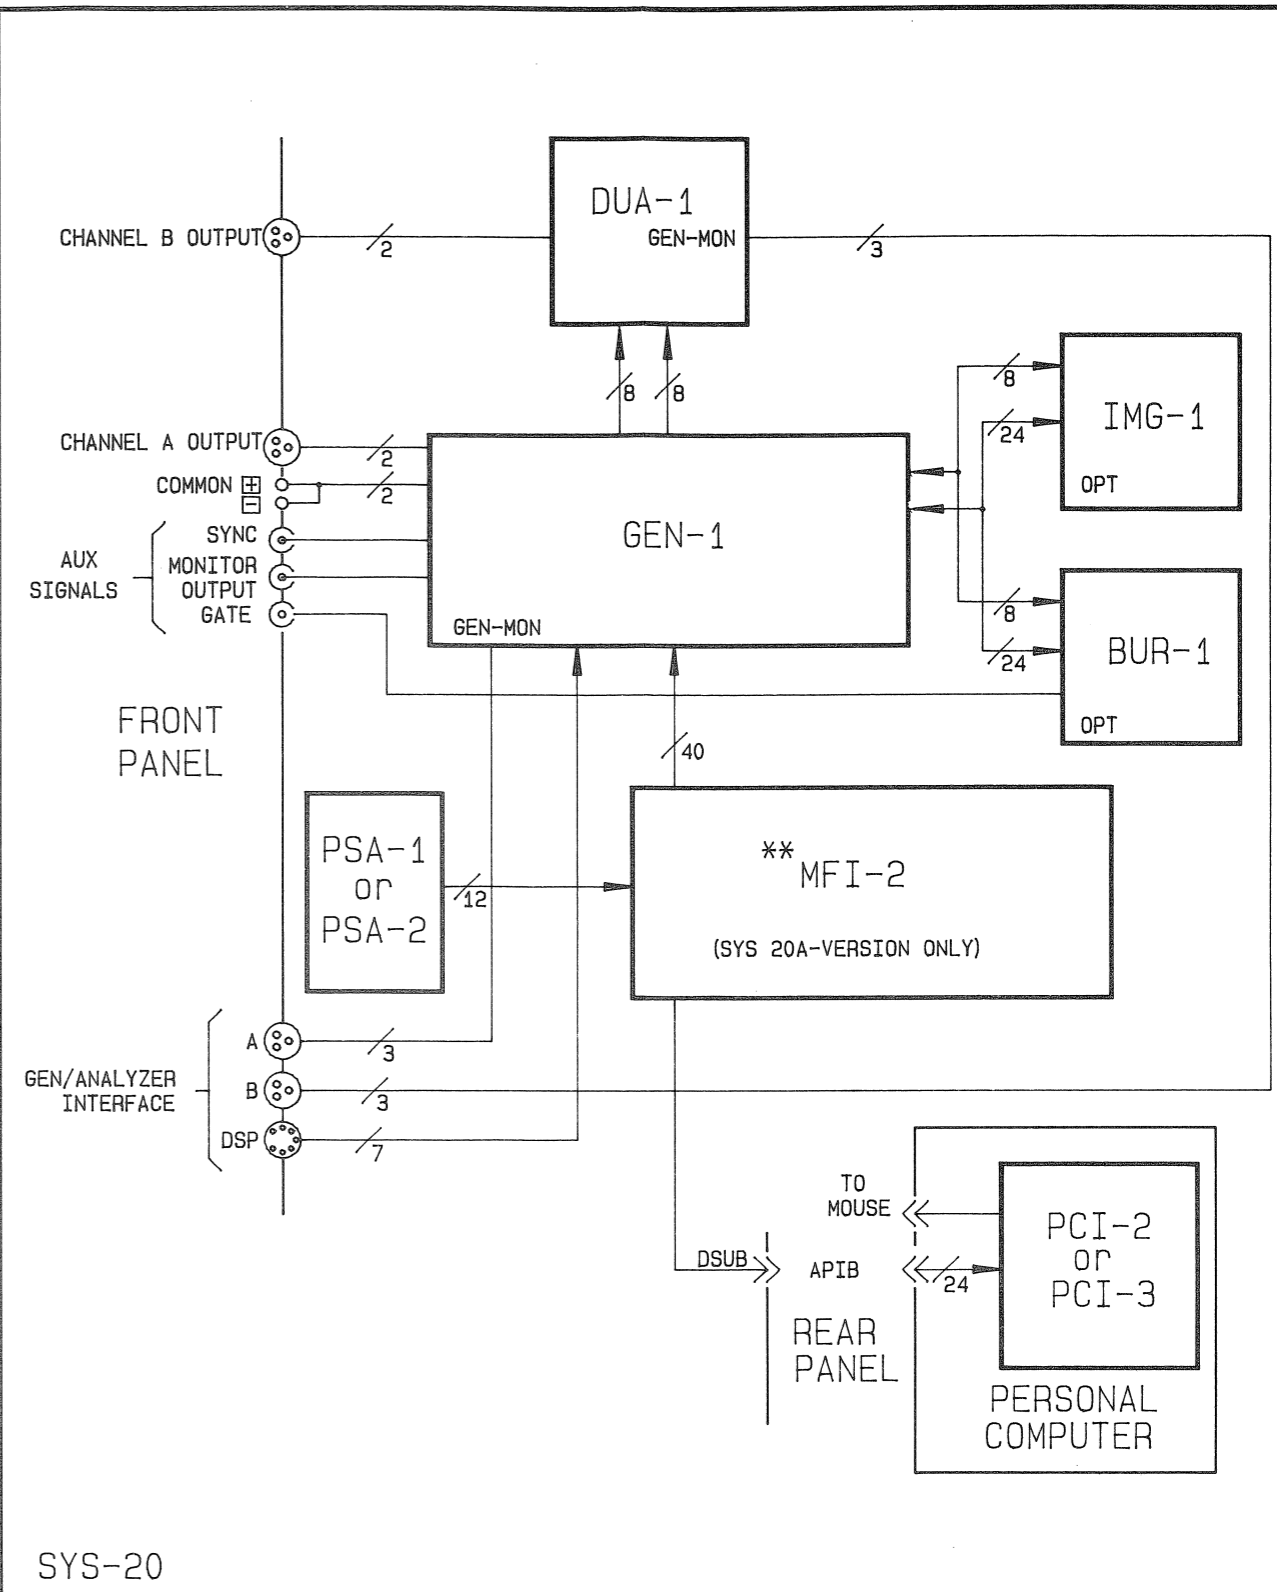 DUA-1
GEN-MON
CHANNEL B OUTPUT
2
3
8
8
8
IMG-1
24
OPT
CHANNEL A OUTPUT
2
COMMON +
-
2
SYNC
AUX
SIGNALS
MONITOR
OUTPUT
GATE
GEN-1
GEN-MON
8
BUR-1
24
OPT
FRONT
PANEL
40
PSA-1
or
PSA-2
12
** MFI-2
(SYS 20A-VERSION ONLY)
GEN/ANALYZER
INTERFACE
A
3
B
3
DSP
7
TO
MOUSE
PCI-2
or
PCI-3
DSUB
APIB
24
REAR
PANEL
PERSONAL
COMPUTER
SYS-20